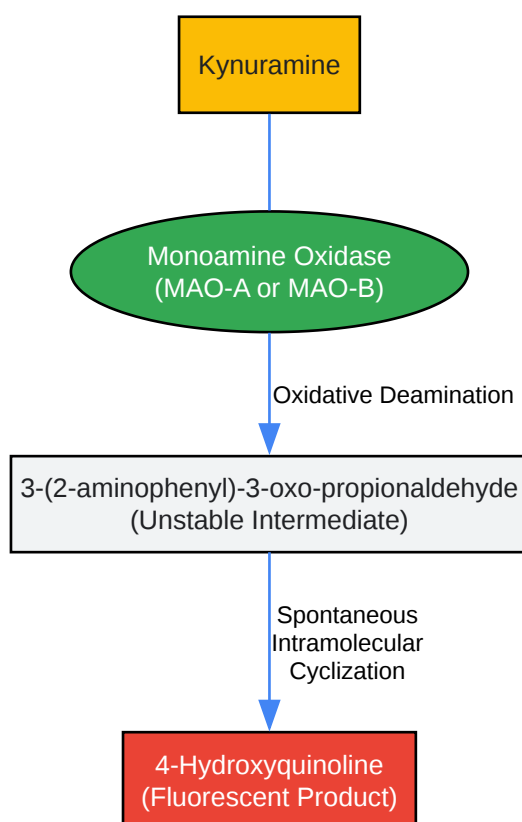 Kynuramine
Monoamine Oxidase
(MAO-A or MAO-B)
Oxidative Deamination
3-(2-aminophenyl)-3-oxo-propionaldehyde
(Unstable Intermediate)
Spontaneous
Intramolecular
Cyclization
4-Hydroxyquinoline
(Fluorescent Product)